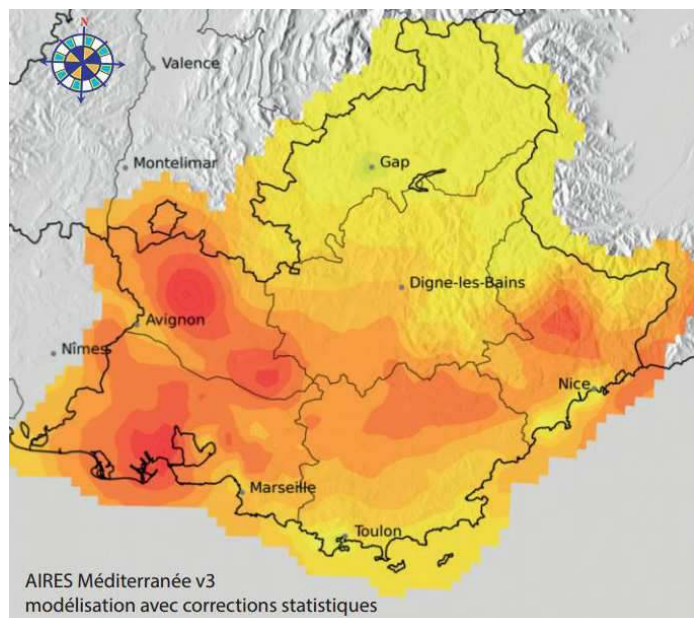 N
Valence
Montelimar
Gap
Digne-les-Bains
Avignon
Nîmes
Nice
Marseille
Toulon
AIRES Méditerranée v3
modélisation avec corrections statistiques